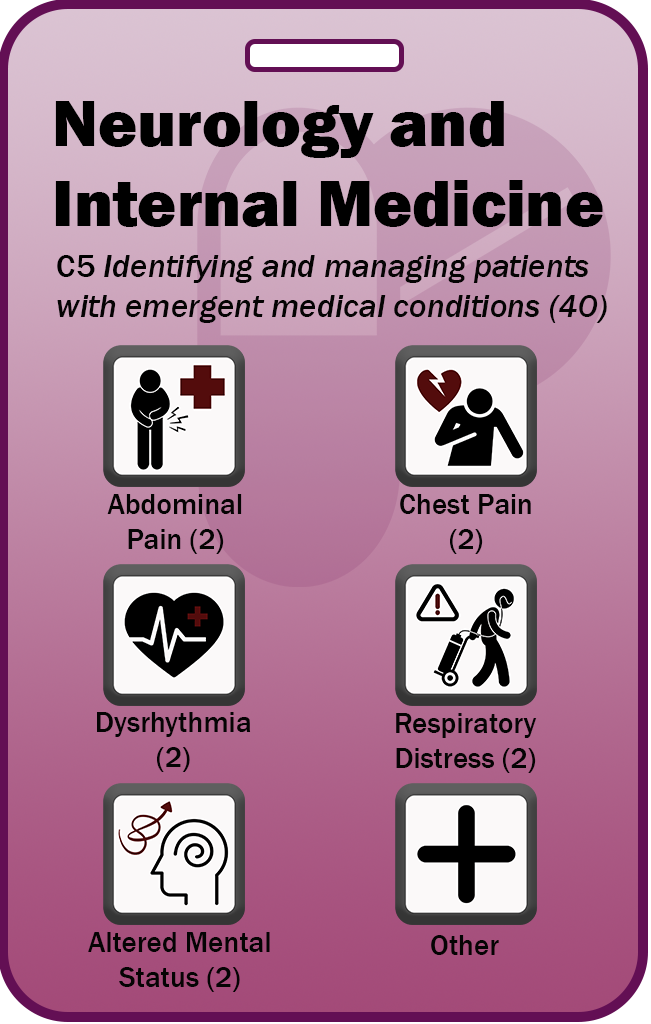 Neurology and
Internal Medicine
C5 Identifying and managing patients
with emergent medical conditions (40)
Abdominal
Pain (2)
Chest Pain
(2)
Dysrhythmia
(2)
Respiratory
Distress (2)
Altered Mental
Status (2)
Other